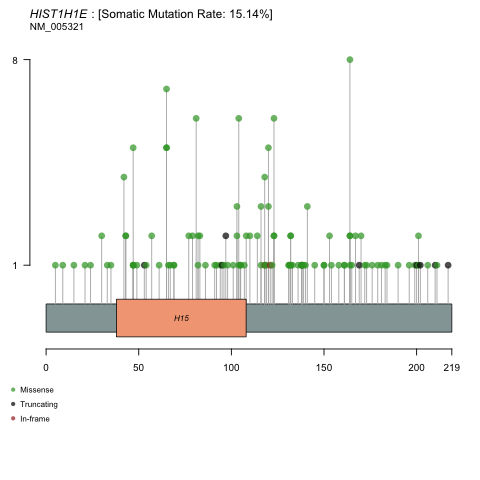 HIST1H1E : [Somatic Mutation Rate: 15.14%]
NM_005321
8
1
H15
0 50 100 150 200 219
Missense
Truncating
In-frame